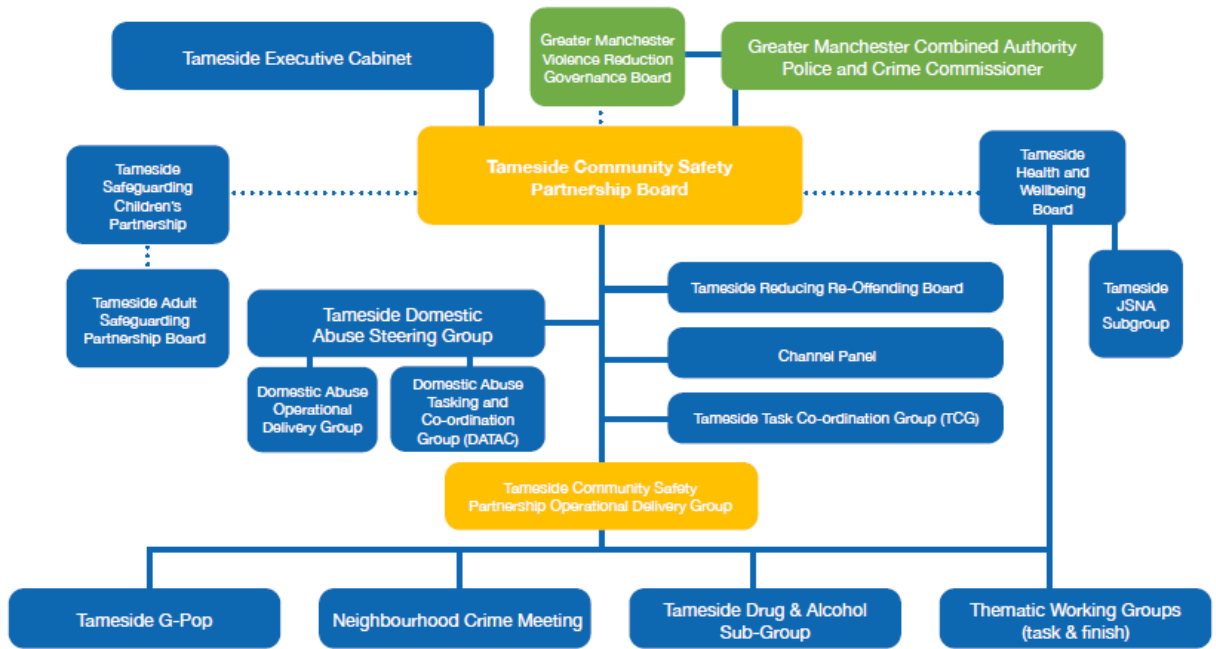 Tameside Executive Cabinet
Greater Manchester
Violence Reduction
Governance Board
Greater Manchester Combined Authority
Police and Crime Commissioner
Tameside
Safeguarding
Children's
Partnership
Tameside Community Safety
Partnership Board
Tameside
Health and
Wellbeing
Board
Tameside Adult
Safeguarding
Partnership Board
Tameside Domestic
Abuse Steering Group
Tameside Reducing Re-Offending Board
Tameside
JSNA
Subgroup
Channel Panel
Domestic Abuse
Operational
Delivery Group
Domestic Abuse
Tasking and
Co-ordination
Group (DATAC)
Tameside Task Co-ordination Group (TCG)
Tameside Community Safety
Partnership Operational Delivery Group
Tameside G-Pop
Neighbourhood Crime Meeting
Tameside Drug & Alcohol
Sub-Group
Thematic Working Groups
(task & finish)